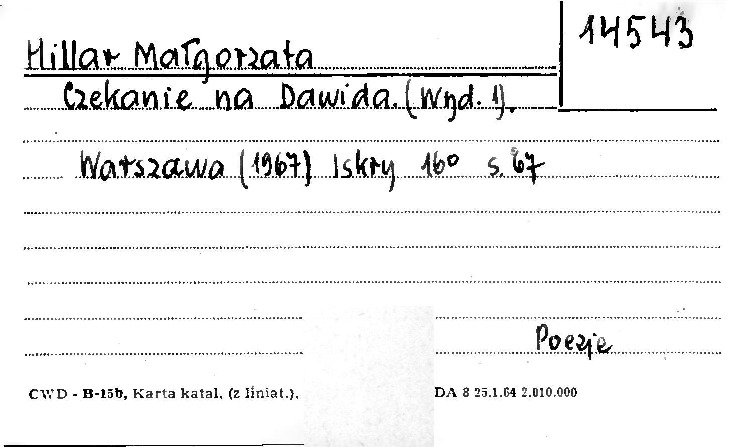 14543
Hillar Małgorzata
Czekanie na Dawida. (Wyd. 1).
Warszawa (1967) Iskry 16° s. 67
Poezje
CWD - B-15b, Karta katal. (z liniat.). DA 8 25.1.64 2.010.000